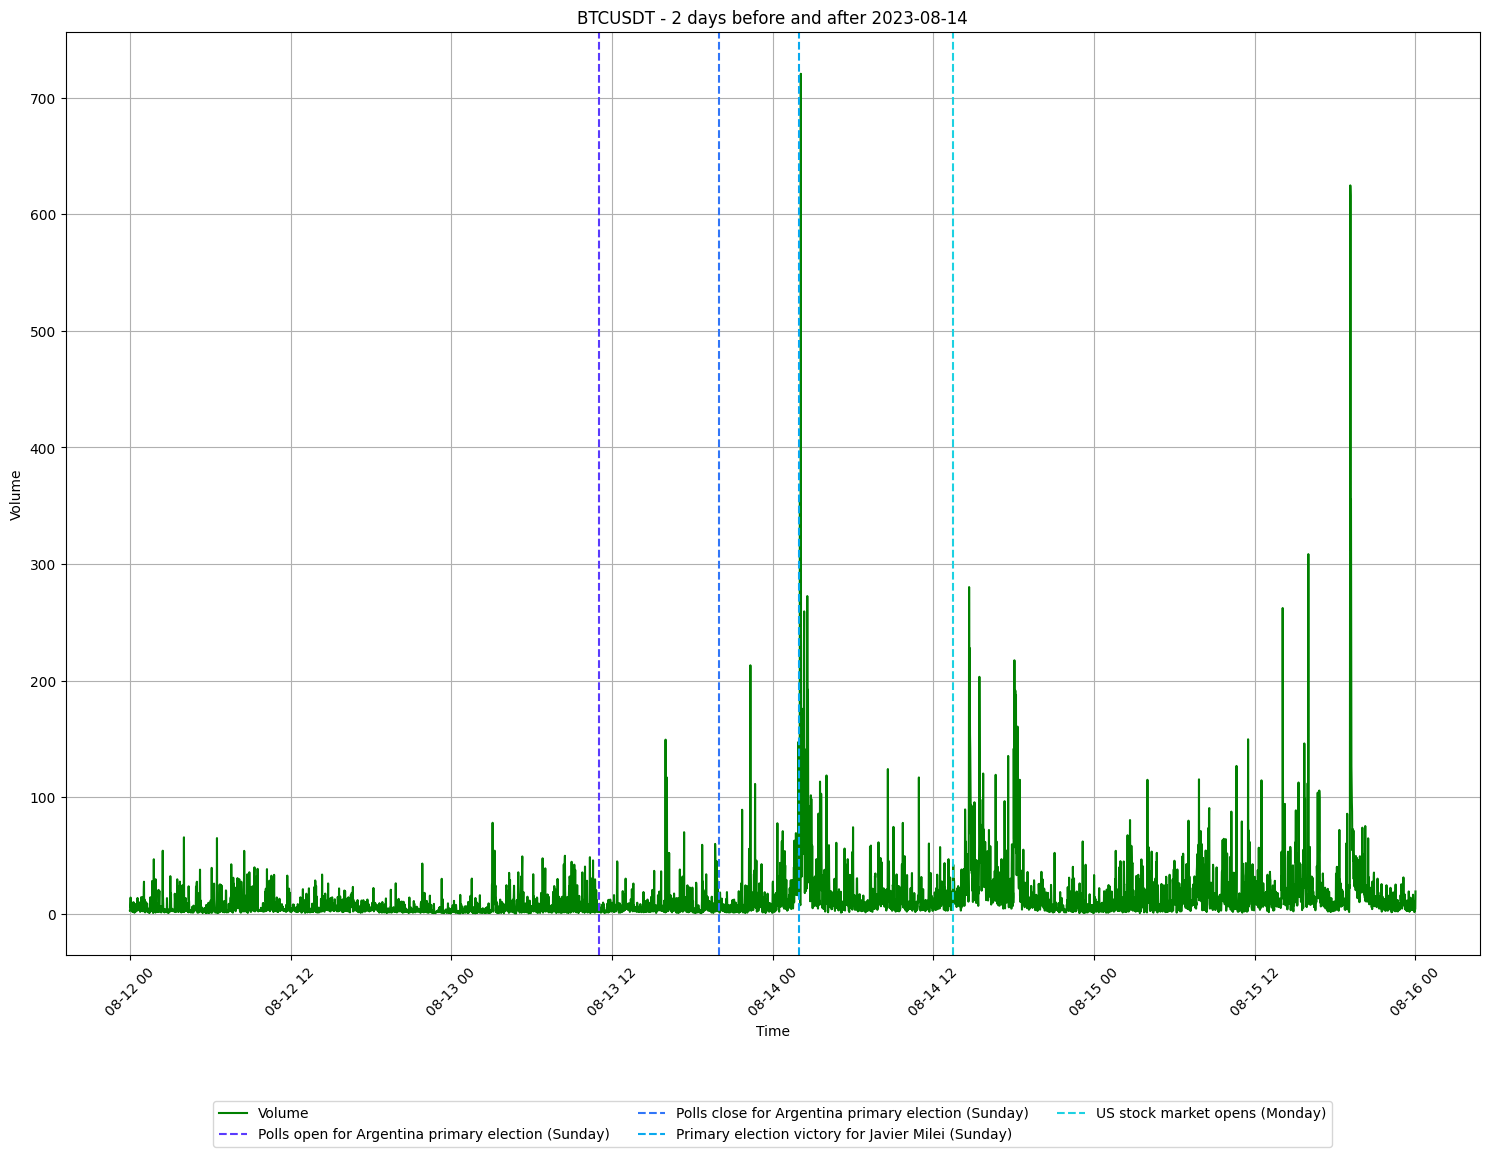 BTCUSDT - 2 days before and after 2023-08-14
Volume
700
600
500
400
300
200
100
0
08-12 00
08-12 12
08-13 00
08-13 12
08-14 00
08-14 12
08-15 00
08-15 12
08-16 00
Time
Volume
Polls open for Argentina primary election (Sunday)
Polls close for Argentina primary election (Sunday)
Primary election victory for Javier Milei (Sunday)
US stock market opens (Monday)